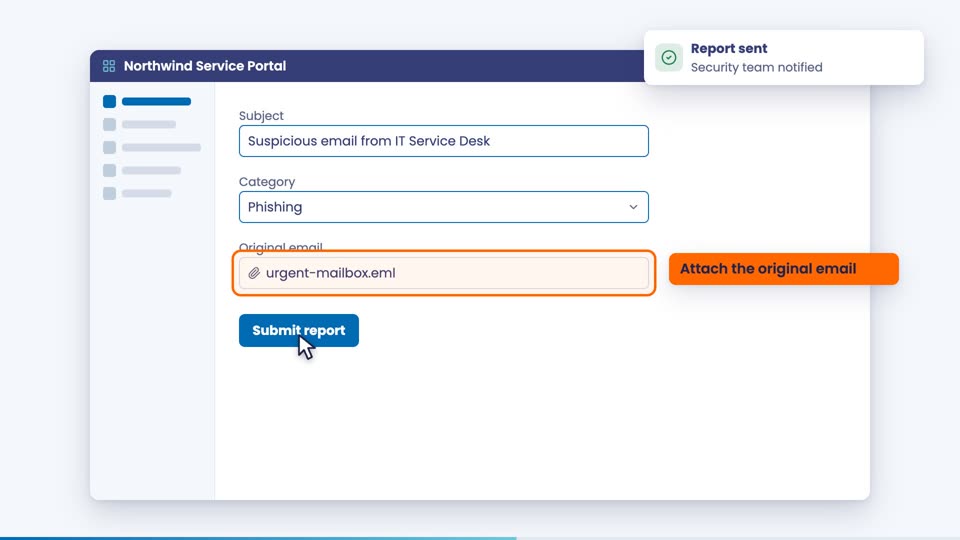 Report sent
Security team notified
Northwind Service Portal
Subject
Suspicious email from IT Service Desk
Category
Phishing
Original email
urgent-mailbox.eml
Attach the original email
Submit report